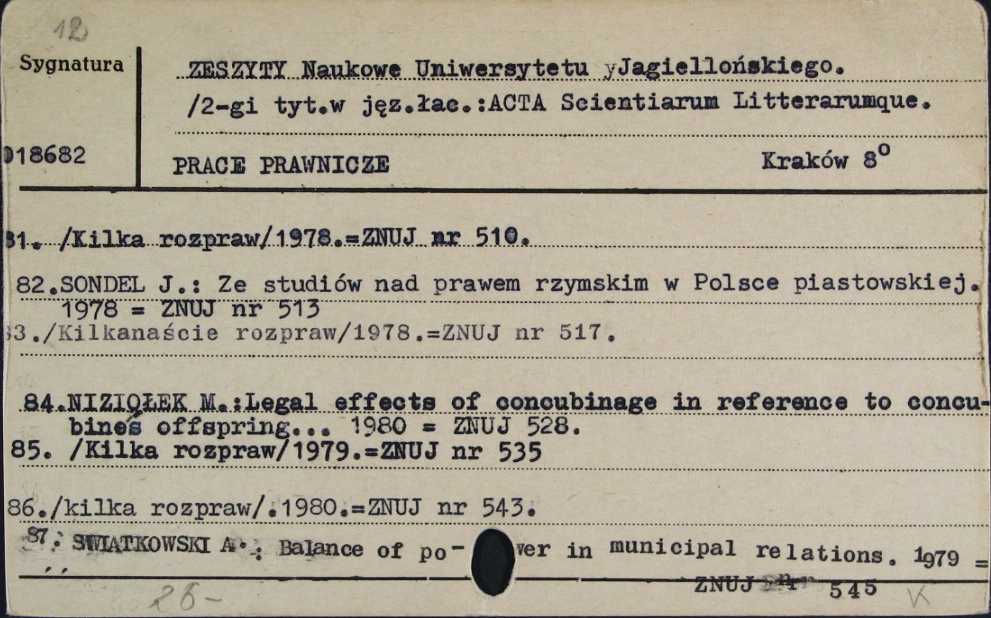 12
Sygnatura
ZESZYTY Naukowe Uniwersytetu yJagiellońskiego.
/2-gi tyt.w jęz.łac.:ACTA Scientiarum Litterarumque.
018682
PRACE PRAWNICZE Kraków 8⁰
81. /Kilka rozpraw/1978.=ZNUJ nr 510.
82.SONDEL J.: Ze studiów nad prawem rzymskim w Polsce piastowskiej.
1978 = ZNUJ nr 513
83./Kilkanaście rozpraw/1978.=ZNUJ nr 517.
84.NIZIOŁEK M.:Legal effects of concubinage in reference to concu-
bine's offspring... 1980 = ZNUJ 528.
85. /Kilka rozpraw/1979.=ZNUJ nr 535
86./kilka rozpraw/.1980.=ZNUJ nr 543.
87. SWIATKOWSKI A.: Balance of po- wer in municipal relations. 1979 =
ZNUJ nr 545
26- K